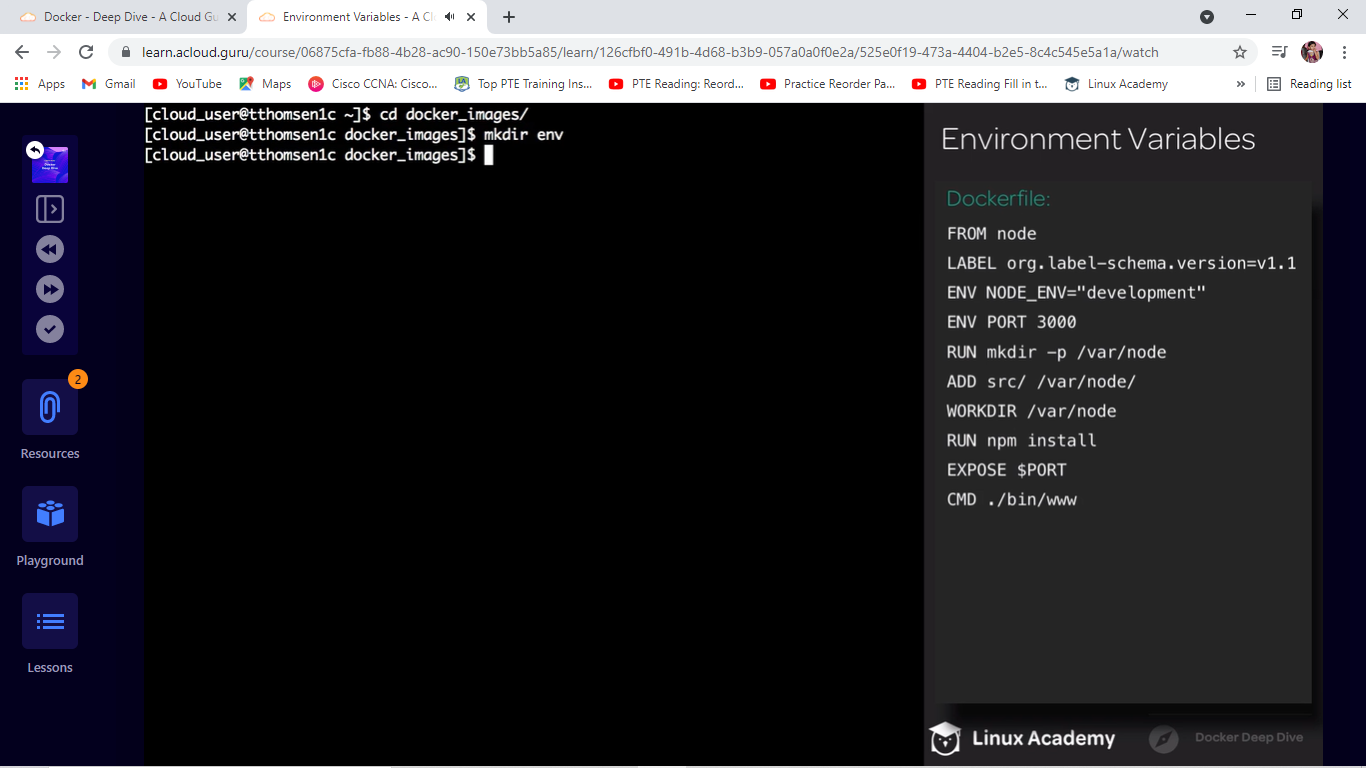 Docker - Deep Dive - A Cloud Gu
Environment Variables - A Cl
learn.acloud.guru/course/06875cfa-fb88-4b28-ac90-150e73bb5a85/learn/126cfbf0-491b-4d68-b3b9-057a0a0f0e2a/525e0f19-473a-4404-b2e5-8c4c545e5a1a/watch
Apps Gmail YouTube Maps Cisco CCNA: Cisco... Top PTE Training Ins... PTE Reading: Reord... Practice Reorder Pa... PTE Reading Fill in t... Linux Academy » Reading list
[cloud_user@tthomsen1c ~]$ cd docker_images/
[cloud_user@tthomsen1c docker_images]$ mkdir env
[cloud_user@tthomsen1c docker_images]$
Docker
Deep Dive
2
Resources
Playground
Lessons
Environment Variables
Dockerfile:
FROM node
LABEL org.label-schema.version=v1.1
ENV NODE_ENV="development"
ENV PORT 3000
RUN mkdir -p /var/node
ADD src/ /var/node/
WORKDIR /var/node
RUN npm install
EXPOSE $PORT
CMD ./bin/www
Linux Academy
Docker Deep Dive